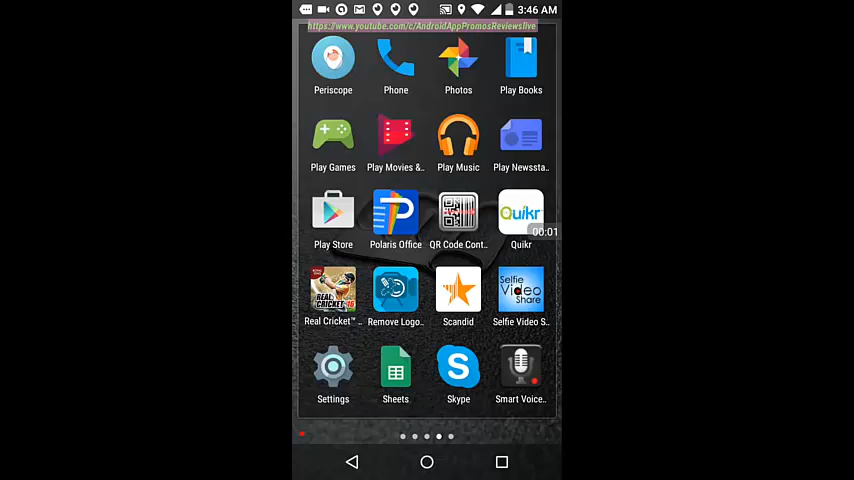 3:46 AM
https://www.youtube.com/c/AndroidAppPromosReviewslive
Periscope
Phone
Photos
Play Books
Play Games
Play Movies &..
Play Music
Play Newssta..
Play Store
Polaris Office
QR Code Cont..
Quikr
Quikr
00:01
REAL CRICKET 16
Selfie Video Share
Real Cricket™ ..
Remove Logo..
Scandid
Selfie Video S..
S
Settings
Sheets
Skype
Smart Voice..